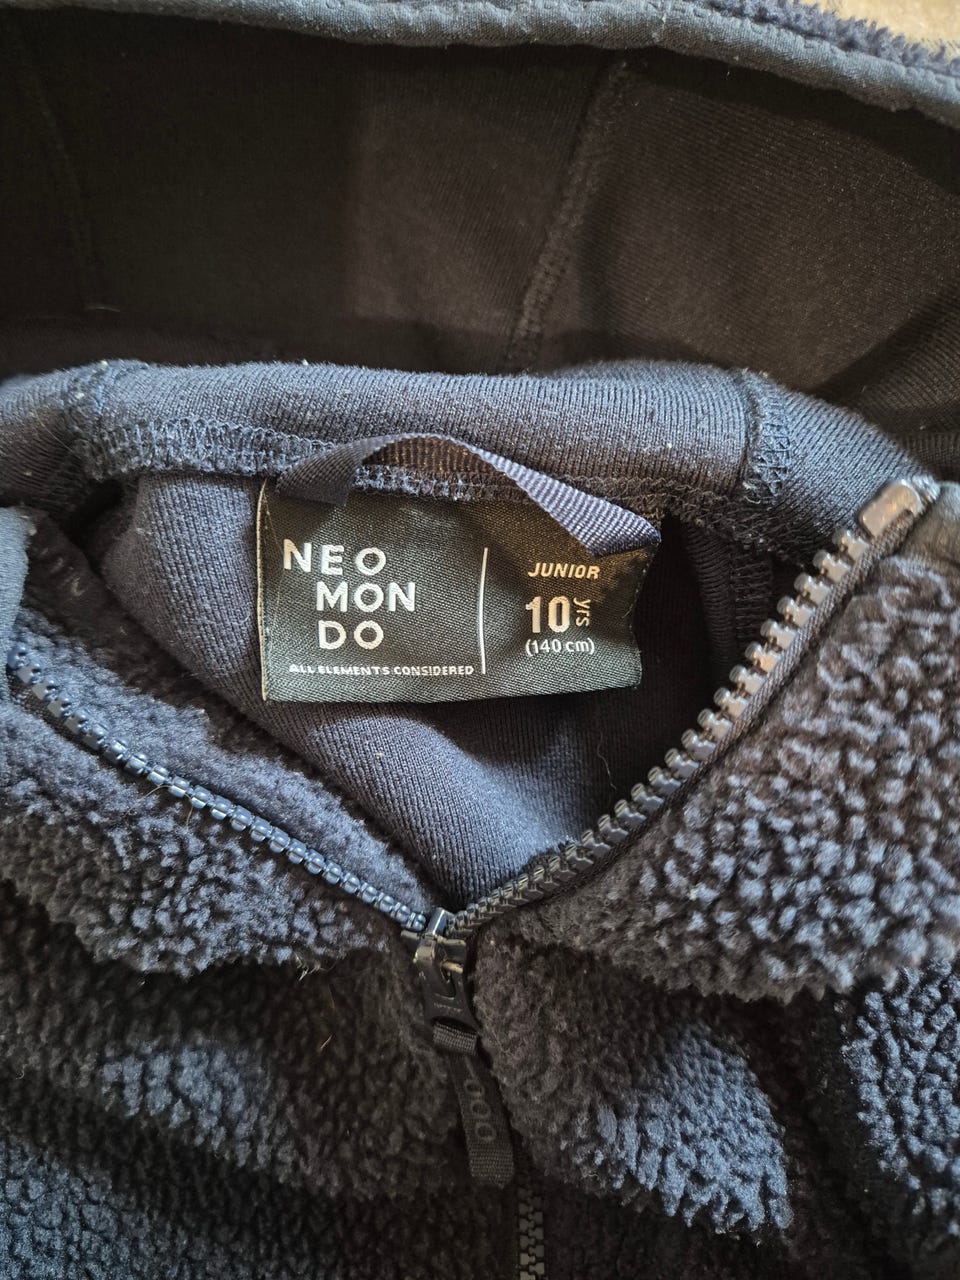 NEO
MON
DO
ALL ELEMENTS CONSIDERED
JUNIOR
10 yrs
(140 cm)